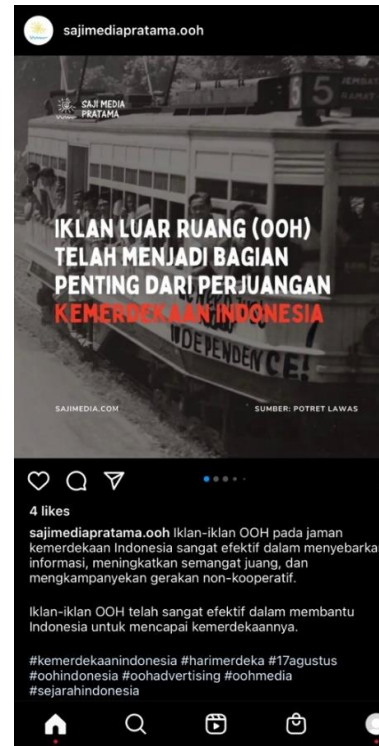 sajimediapratama.ooh
SAJI MEDIA
PRATAMA
5
IKLAN LUAR RUANG (OOH)
TELAH MENJADI BAGIAN
PENTING DARI PERJUANGAN
KEMERDEKAAN INDONESIA
INDEPENDENCE!
SAJIMEDIA.COM
SUMBER: POTRET LAWAS
4 likes
sajimediapratama.ooh Iklan-iklan OOH pada jaman
kemerdekaan Indonesia sangat efektif dalam menyebarka
informasi, meningkatkan semangat juang, dan
mengkampanyekan gerakan non-kooperatif.
Iklan-iklan OOH telah sangat efektif dalam membantu
Indonesia untuk mencapai kemerdekaannya.
#kemerdekaanindonesia #harimerdeka #17agustus
#oohindonesia #oohadvertising #oohmedia
#sejarahindonesia